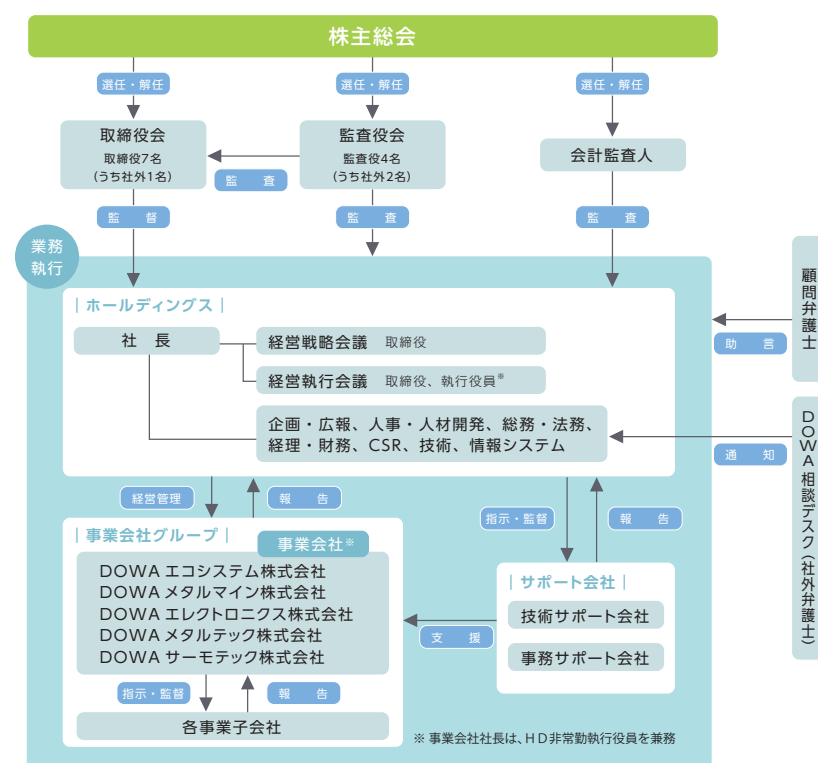 株主総会
選任・解任
選任・解任
選任・解任
取締役会
取締役7名
(うち社外1名)
監査役会
監査役4名
(うち社外2名)
会計監査人
監 査
監 督
監 査
監 査
業務
執行
|ホールディングス|
社 長
経営戦略会議 取締役
経営執行会議 取締役、執行役員※
企画・広報、人事・人材開発、総務・法務、
経理・財務、CSR、技術、情報システム
顧問弁護士
助 言
DOWA相談デスク(社外弁護士)
通 知
経営管理
報 告
指示・監督
報 告
|事業会社グループ|
事業会社※
DOWA エコシステム株式会社
DOWA メタルマイン株式会社
DOWA エレクトロニクス株式会社
DOWA メタルテック株式会社
DOWA サーモテック株式会社
|サポート会社|
技術サポート会社
事務サポート会社
支 援
指示・監督
報 告
各事業子会社
※ 事業会社社長は、HD非常勤執行役員を兼務